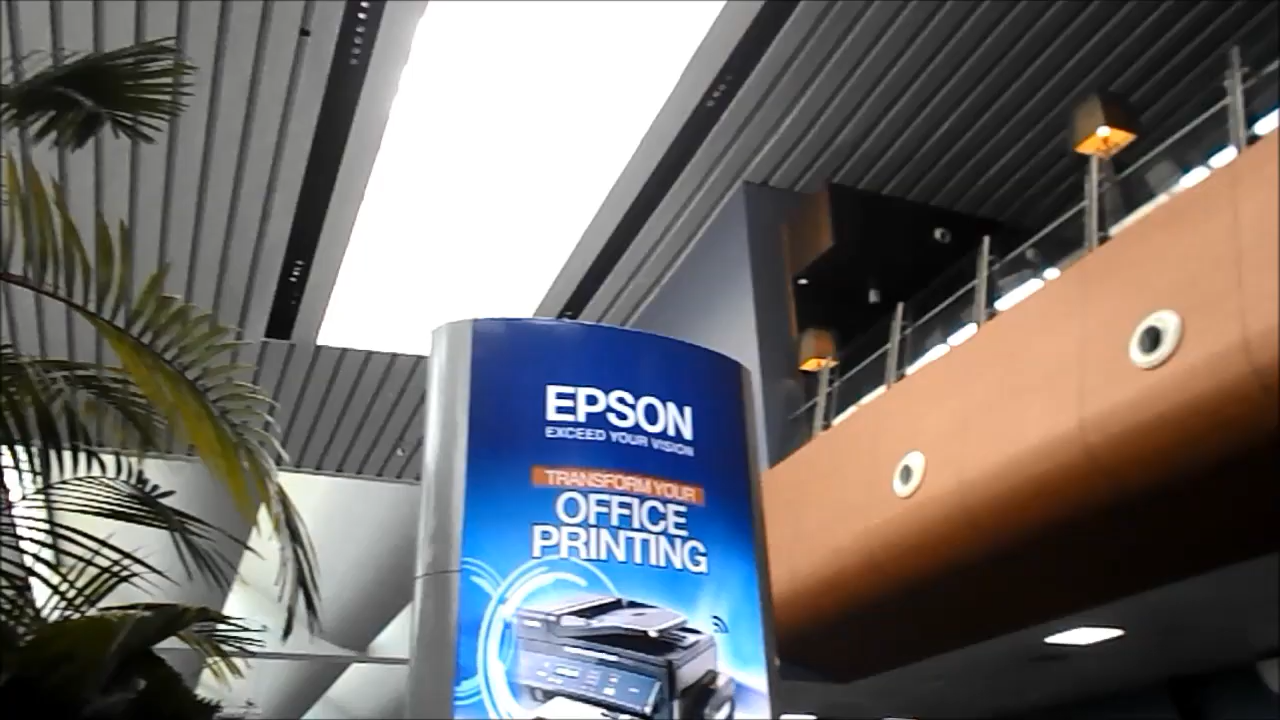 EPSON
EXCEED YOUR VISION
TRANSFORM YOUR
OFFICE
PRINTING